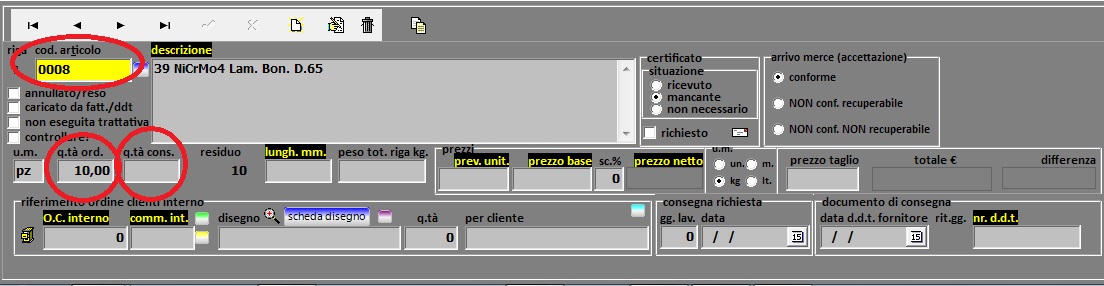 riga cod. articolo descrizione
0008 39 NiCrMo4 Lam. Bon. D.65
certificato
situazione
ricevuto
mancante
non necessario
richiesto
arrivo merce (accettazione)
conforme
NON conf. recuperabile
NON conf. NON recuperabile
annullato/reso
caricato da fatt./ddt
non eseguita trattativa
controllare?
u.m. q.tà ord. q.tà cons. residuo lungh. mm. peso tot. riga kg.
pz 10,00 10
prezzi
prev. unit. prezzo base sc.% prezzo netto
0
u.m.
un. m.
kg lt.
prezzo taglio totale € differenza
riferimento ordine clienti interno
O.C. interno comm. int. disegno scheda disegno q.tà per cliente
0 0
consegna richiesta
gg. lav. data
0 / / 15
documento di consegna
data d.d.t. fornitore rit.gg. nr. d.d.t.
/ / 15